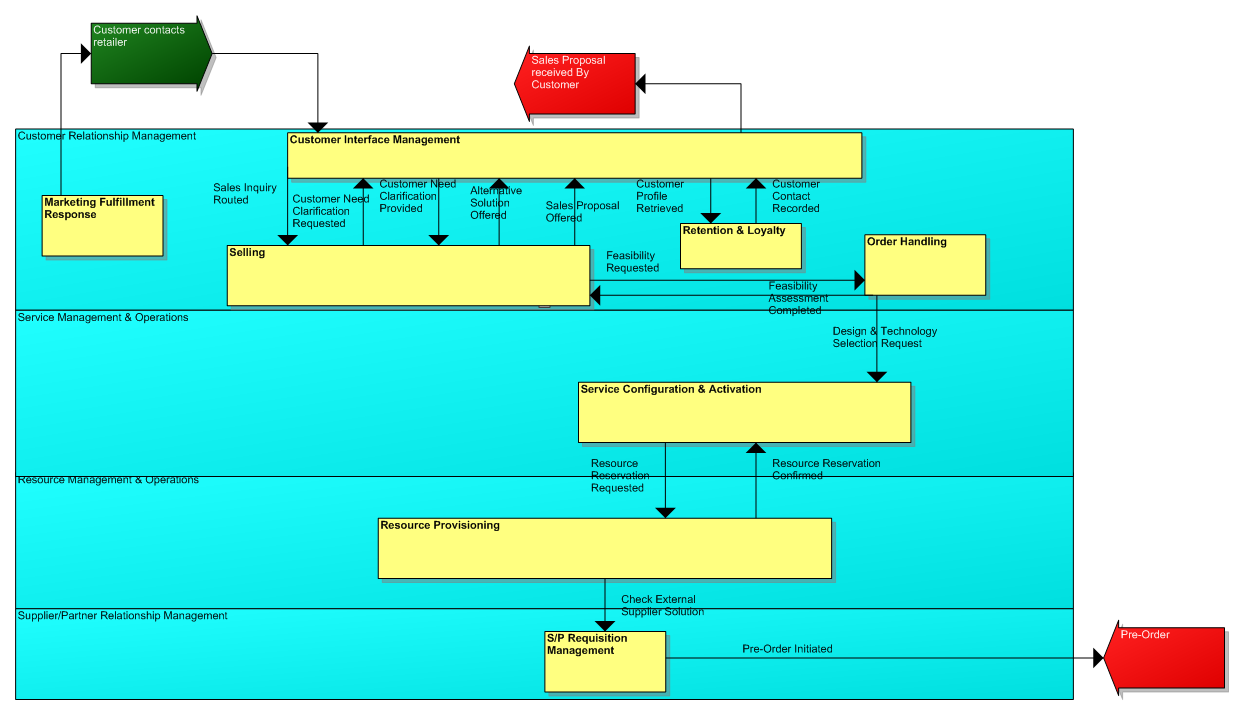 Customer contacts
retailer
Sales Proposal
received By
Customer
Customer Relationship Management
Customer Interface Management
Marketing Fulfillment
Response
Sales Inquiry
Routed
Customer Need
Clarification
Requested
Customer Need
Clarification
Provided
Alternative
Solution
Offered
Sales Proposal
Offered
Customer
Profile
Retrieved
Customer
Contact
Recorded
Retention & Loyalty
Order Handling
Selling
Feasibility
Requested
Feasibility
Assessment
Completed
Service Management & Operations
Design & Technology
Selection Request
Service Configuration & Activation
Resource
Reservation
Requested
Resource Reservation
Confirmed
Resource Management & Operations
Resource Provisioning
Check External
Supplier Solution
Supplier/Partner Relationship Management
S/P Requisition
Management
Pre-Order Initiated
Pre-Order